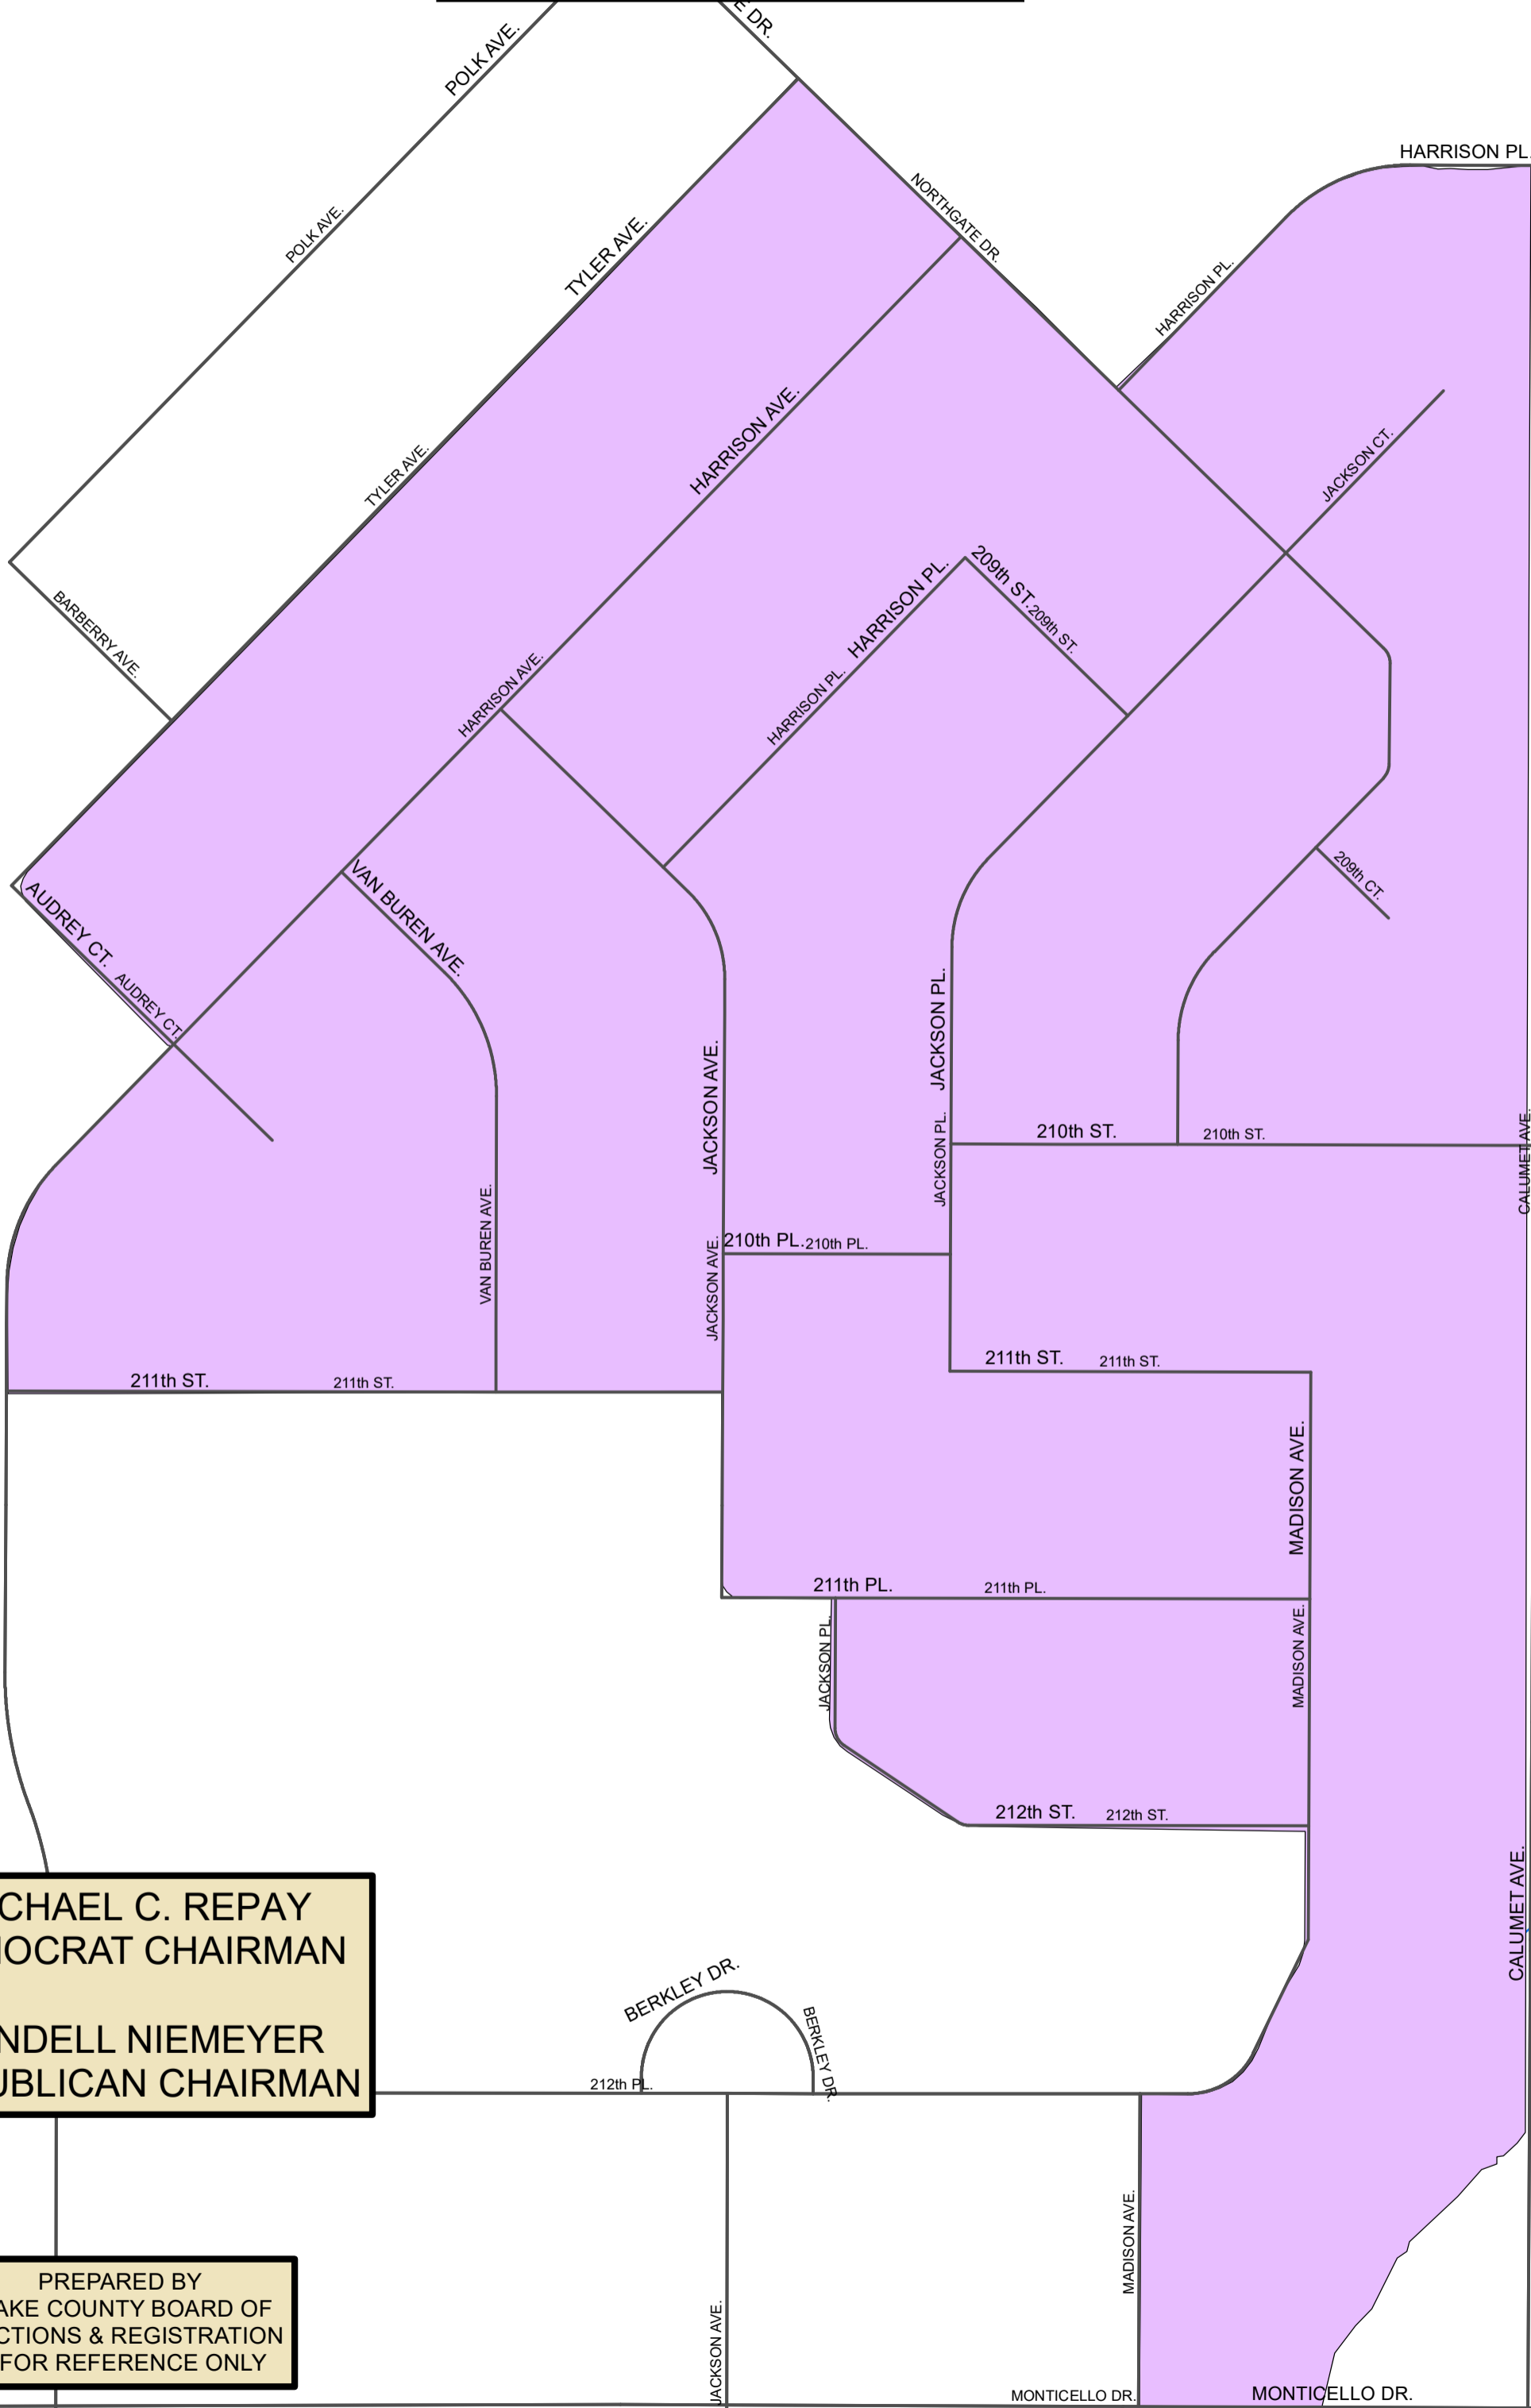 E DR.
POLK AVE.
HARRISON PL.
NORTHGATE DR.
POLK AVE.
TYLER AVE.
HARRISON PL.
HARRISON AVE.
JACKSON CT.
TYLER AVE.
209th ST.
209th ST.
HARRISON PL.
BARBERRY AVE.
HARRISON AVE.
HARRISON PL.
VAN BUREN AVE.
209th CT.
AUDREY CT.
AUDREY CT.
JACKSON PL.
JACKSON AVE.
210th ST.
210th ST.
CALUMET AVE.
JACKSON PL.
VAN BUREN AVE.
210th PL.
210th PL.
JACKSON AVE.
211th ST.
211th ST.
211th ST.
211th ST.
MADISON AVE.
211th PL.
211th PL.
JACKSON PL.
MADISON AVE.
212th ST.
212th ST.
CALUMET AVE.
CHAEL C. REPAY
OCRAT CHAIRMAN
NDELL NIEMEYER
UBLICAN CHAIRMAN
BERKLEY DR.
BERKLEY DR.
212th PL.
MADISON AVE.
JACKSON AVE.
PREPARED BY
AKE COUNTY BOARD OF
CTIONS & REGISTRATION
FOR REFERENCE ONLY
MONTICELLO DR.
MONTICELLO DR.